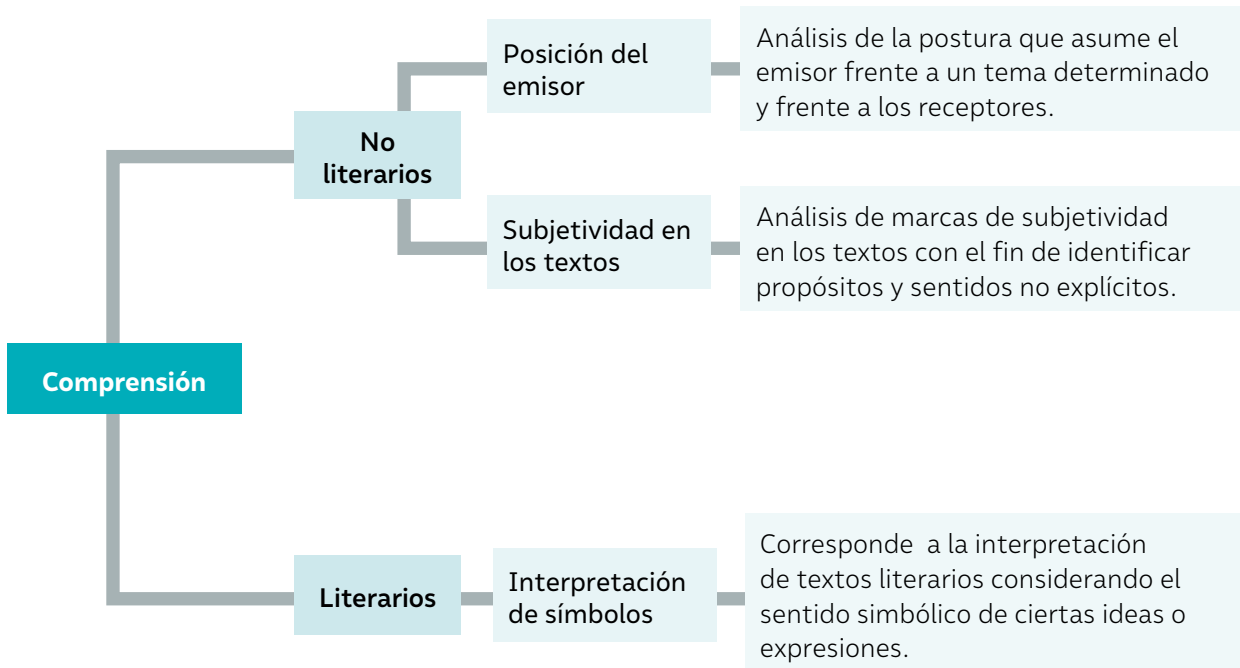 Comprensión
No
literarios
Posición del
emisor
Análisis de la postura que asume el
emisor frente a un tema determinado
y frente a los receptores.
Subjetividad en
los textos
Análisis de marcas de subjetividad
en los textos con el fin de identificar
propósitos y sentidos no explícitos.
Literarios
Interpretación
de símbolos
Corresponde  a la interpretación
de textos literarios considerando el
sentido simbólico de ciertas ideas o
expresiones.